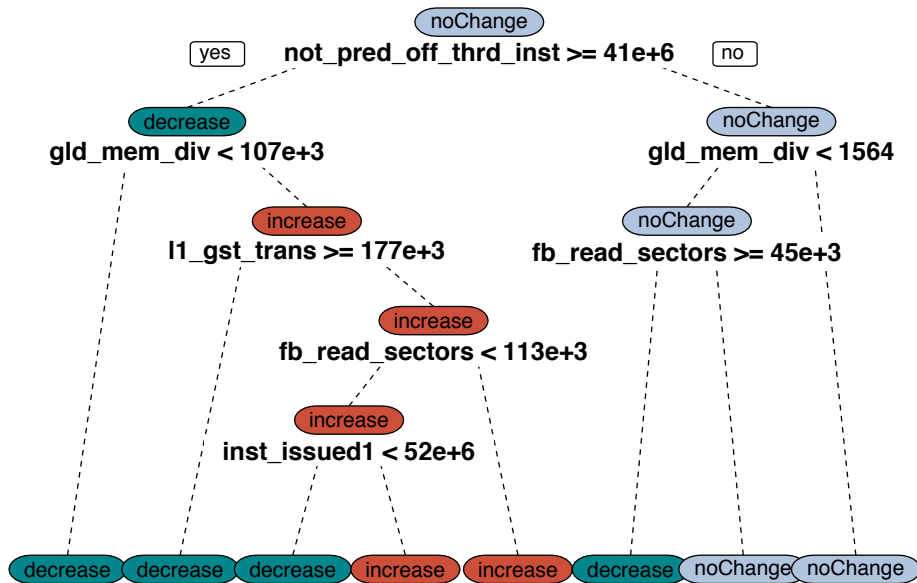 noChange
yes
not_pred_off_thrd_inst >= 41e+6
no
decrease
noChange
gld_mem_div < 107e+3
gld_mem_div < 1564
increase
noChange
l1_gst_trans >= 177e+3
fb_read_sectors >= 45e+3
increase
fb_read_sectors < 113e+3
increase
inst_issued1 < 52e+6
decrease
decrease
decrease
increase
increase
decrease
noChange
noChange